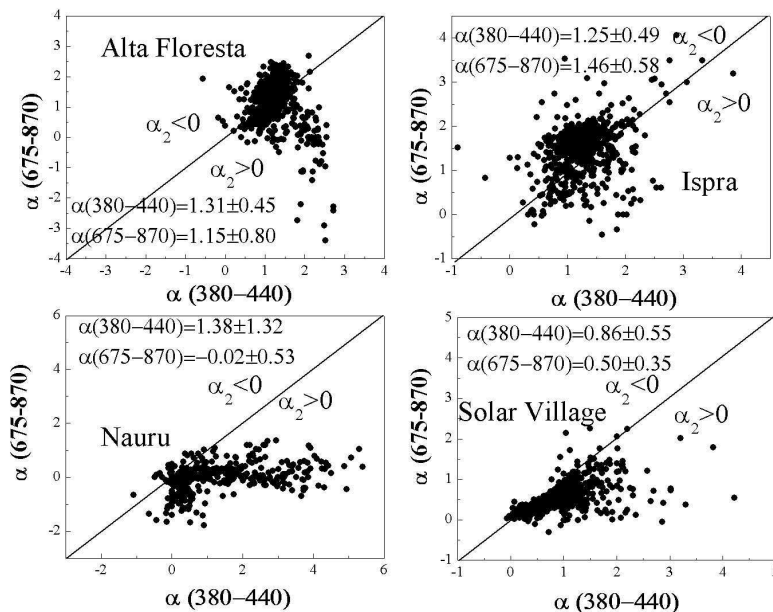 Alta Floresta
α₂<0
α₂>0
α(380−440)=1.31±0.45
α(675−870)=1.15±0.80
α (675-870)
4
3
2
1
0
-1
-2
-3
-4
-4 -3 -2 -1 0 1 2 3 4
α (380−440)
α(380−440)=1.25±0.49
α(675−870)=1.46±0.58
α₂<0
α₂>0
Ispra
α (675-870)
4
3
2
1
0
-1
-1 0 1 2 3 4
α (380−440)
α(380−440)=1.38±1.32
α(675−870)=−0.02±0.53
α₂<0
α₂>0
Nauru
α (675-870)
6
4
2
0
-2
-2 0 2 4 6
α (380−440)
α(380−440)=0.86±0.55
α(675−870)=0.50±0.35
α₂<0
Solar Village
α₂>0
α (675-870)
5
4
3
2
1
0
-1
-1 0 1 2 3 4
α (380−440)